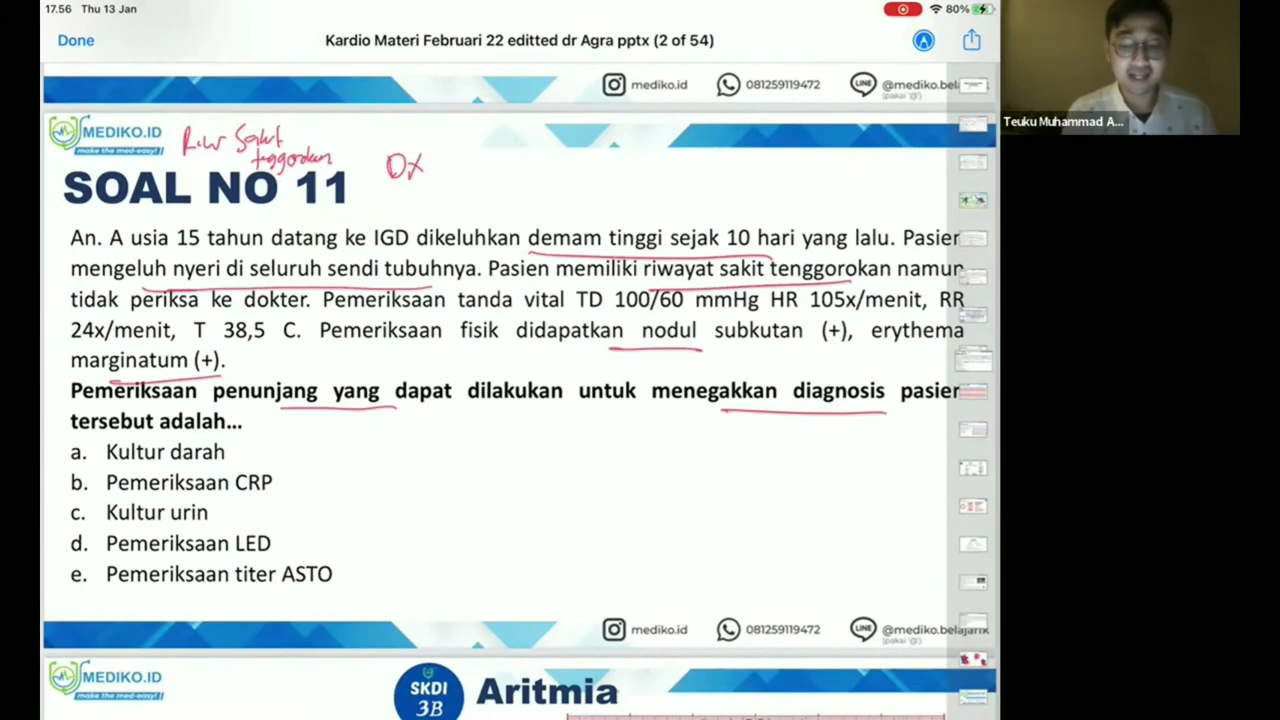 17.56 Thu 13 Jan
80%
Done
Kardio Materi Februari 22 editted dr Agra pptx (2 of 54)
mediko.id
081259119472
@mediko.bel
(pakai '@')
Teuku Muhammad A...
MEDIKO.ID
make the med-easy!
Riw Sakit
tenggorokan
Dx
SOAL NO 11
An. A usia 15 tahun datang ke IGD dikeluhkan demam tinggi sejak 10 hari yang lalu. Pasien
mengeluh nyeri di seluruh sendi tubuhnya. Pasien memiliki riwayat sakit tenggorokan namun
tidak periksa ke dokter. Pemeriksaan tanda vital TD 100/60 mmHg HR 105x/menit, RR
24x/menit, T 38,5 C. Pemeriksaan fisik didapatkan nodul subkutan (+), erythema
marginatum (+).
Pemeriksaan penunjang yang dapat dilakukan untuk menegakkan diagnosis pasien
tersebut adalah...
a. Kultur darah
b. Pemeriksaan CRP
c. Kultur urin
d. Pemeriksaan LED
e. Pemeriksaan titer ASTO
mediko.id
081259119472
@mediko.belajarik
(pakai '@')
MEDIKO.ID
make the med-easy!
SKDI
3B
Aritmia